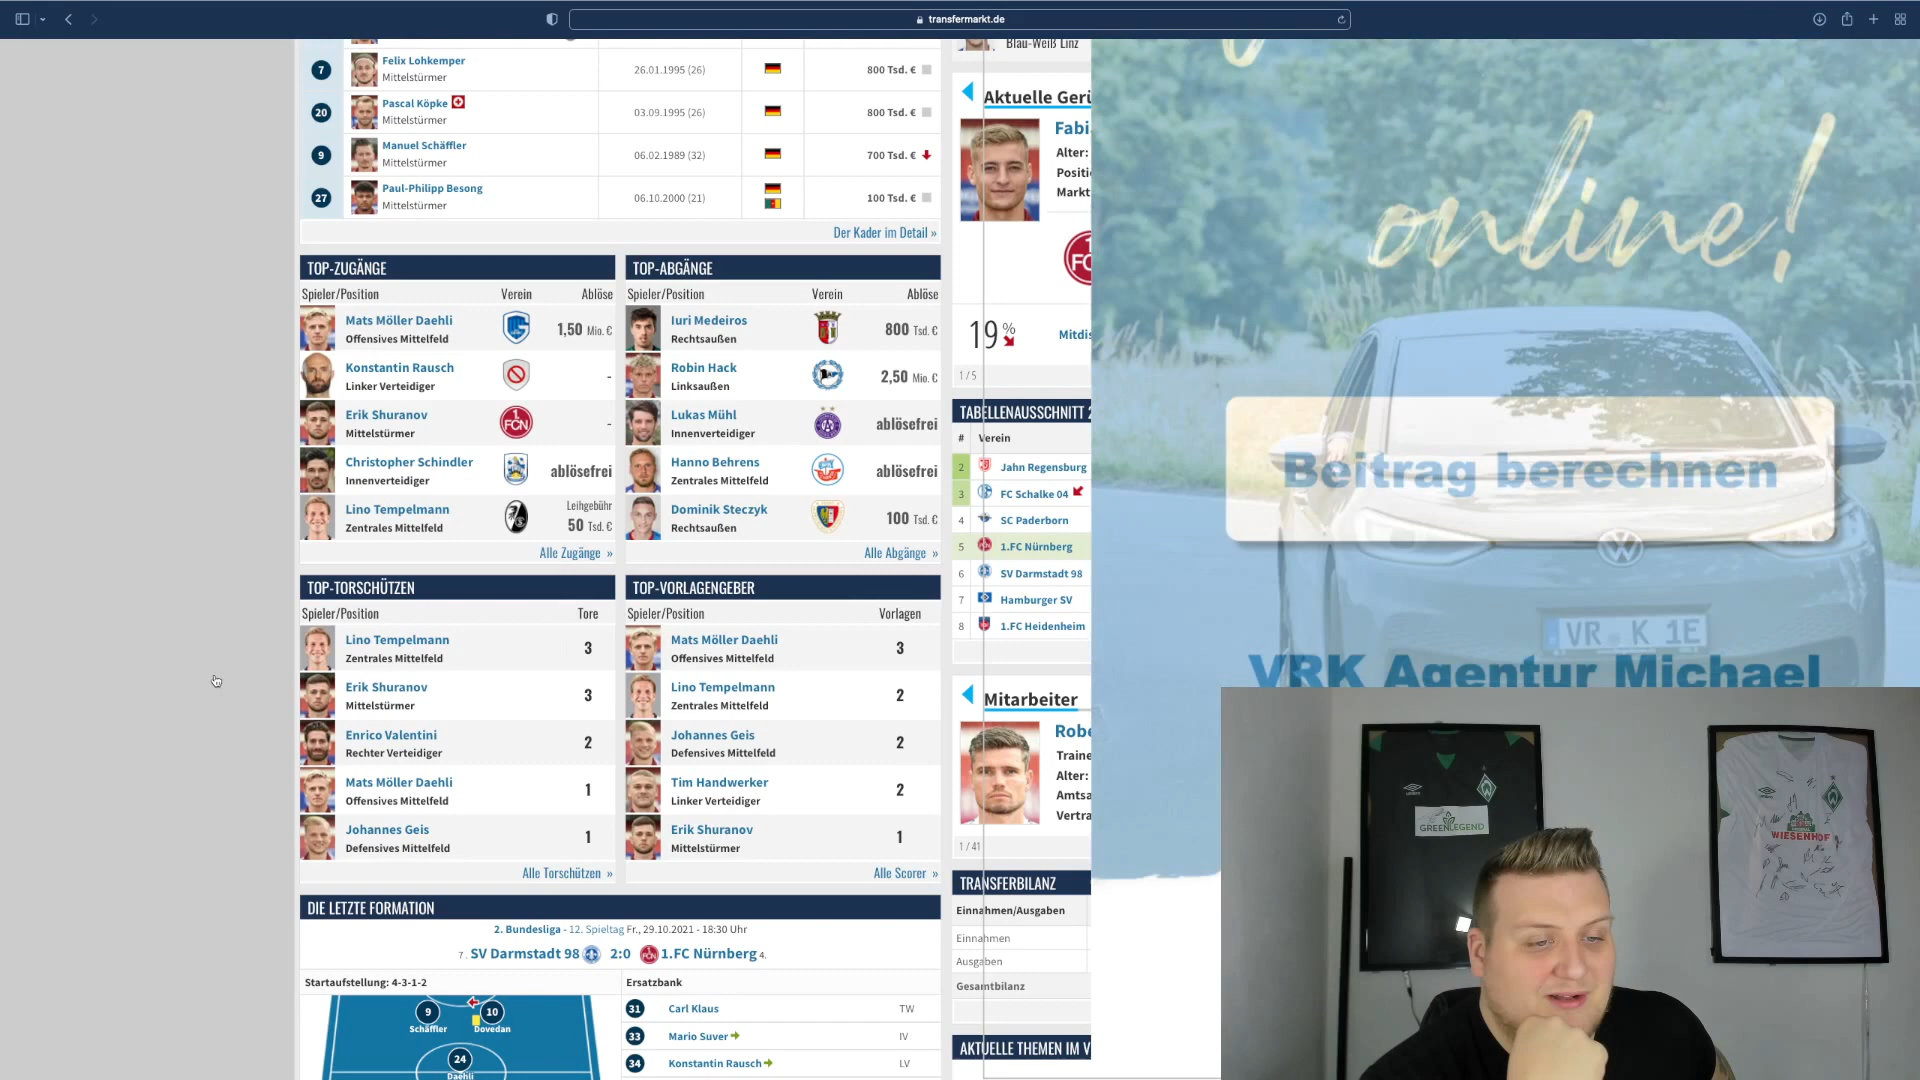 transfermarkt.de
7 Felix Lohkemper Mittelstürmer 26.01.1995 (26) 800 Tsd. €
20 Pascal Köpke Mittelstürmer 03.09.1995 (26) 800 Tsd. €
9 Manuel Schäffler Mittelstürmer 06.02.1989 (32) 700 Tsd. €
27 Paul-Philipp Besong Mittelstürmer 06.10.2000 (21) 100 Tsd. €
Der Kader im Detail »
TOP-ZUGÄNGE
Spieler/Position Verein Ablöse
Mats Möller Daehli 1,50 Mio. €
Offensives Mittelfeld
Konstantin Rausch -
Linker Verteidiger
Erik Shuranov -
Mittelstürmer
Christopher Schindler ablösefrei
Innenverteidiger
Lino Tempelmann Leihgebühr
Zentrales Mittelfeld 50 Tsd. €
Alle Zugänge »
TOP-ABGÄNGE
Spieler/Position Verein Ablöse
Iuri Medeiros 800 Tsd. €
Rechtsaußen
Robin Hack 2,50 Mio. €
Linksaußen
Lukas Mühl ablösefrei
Innenverteidiger
Hanno Behrens ablösefrei
Zentrales Mittelfeld
Dominik Steczyk 100 Tsd. €
Rechtsaußen
Alle Abgänge »
TOP-TORSCHÜTZEN
Spieler/Position Tore
Lino Tempelmann 3
Zentrales Mittelfeld
Erik Shuranov 3
Mittelstürmer
Enrico Valentini 2
Rechter Verteidiger
Mats Möller Daehli 1
Offensives Mittelfeld
Johannes Geis 1
Defensives Mittelfeld
Alle Torschützen »
TOP-VORLAGENGEBER
Spieler/Position Vorlagen
Mats Möller Daehli 3
Offensives Mittelfeld
Lino Tempelmann 2
Zentrales Mittelfeld
Johannes Geis 2
Defensives Mittelfeld
Tim Handwerker 2
Linker Verteidiger
Erik Shuranov 1
Mittelstürmer
Alle Scorer »
DIE LETZTE FORMATION
2. Bundesliga - 12. Spieltag Fr., 29.10.2021 - 18:30 Uhr
7. SV Darmstadt 98 2:0 1.FC Nürnberg 4.
Startaufstellung: 4-3-1-2
9 10
Schäffler Dovedan
24
Daehli
Ersatzbank
31 Carl Klaus TW
33 Mario Suver IV
34 Konstantin Rausch LV
Blau-Weiß Linz
Aktuelle Gerü
Fabi
Alter:
Positi
Markt
19 %
Mitdis
1 / 5
TABELLENAUSSCHNITT 2
# Verein
2 Jahn Regensburg
3 FC Schalke 04
4 SC Paderborn
5 1.FC Nürnberg
6 SV Darmstadt 98
7 Hamburger SV
8 1.FC Heidenheim
Mitarbeiter
Robe
Traine
Alter:
Amtsa
Vertra
1 / 41
TRANSFERBILANZ
Einnahmen/Ausgaben
Einnahmen
Ausgaben
Gesamtbilanz
AKTUELLE THEMEN IM V
online!
Beitrag berechnen
VR K 1E
VRK Agentur Michael
GREENLEGEND
WIESENHOF